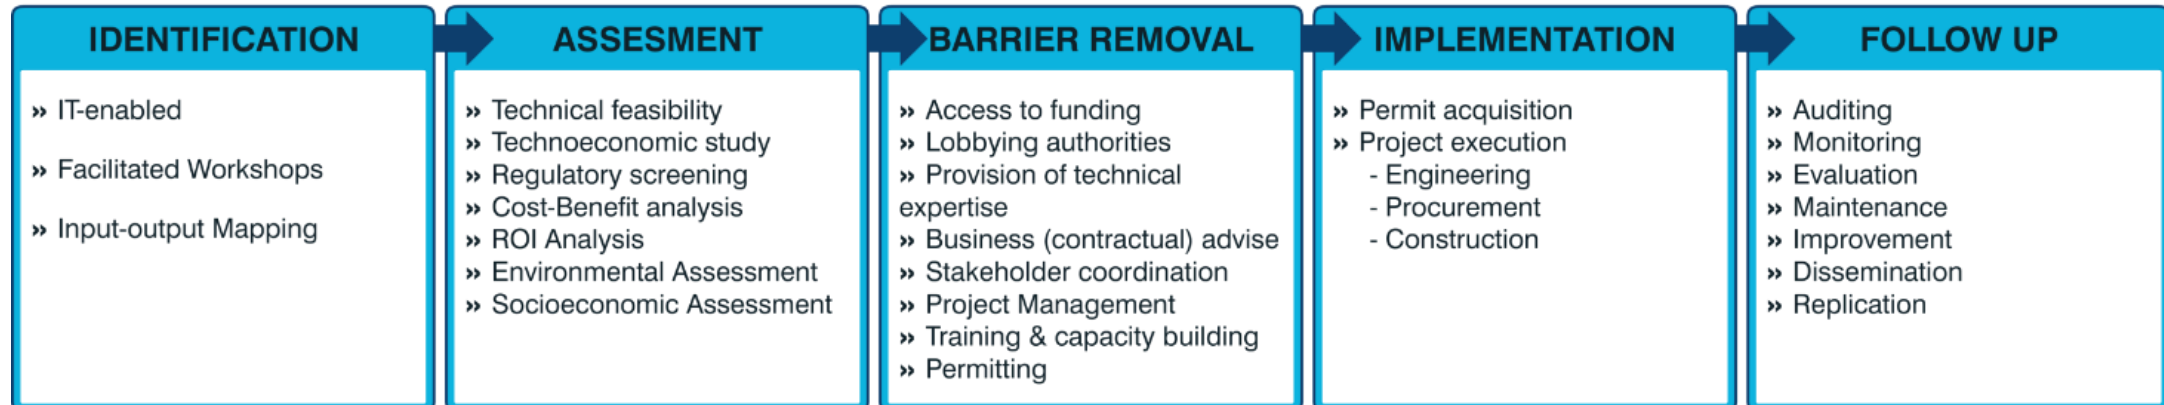 IDENTIFICATION
» IT-enabled
» Facilitated Workshops
» Input-output Mapping
ASSESMENT
» Technical feasibility
» Technoeconomic study
» Regulatory screening
» Cost-Benefit analysis
» ROI Analysis
» Environmental Assessment
» Socioeconomic Assessment
BARRIER REMOVAL
» Access to funding
» Lobbying authorities
» Provision of technical
expertise
» Business (contractual) advise
» Stakeholder coordination
» Project Management
» Training & capacity building
» Permitting
IMPLEMENTATION
» Permit acquisition
» Project execution
- Engineering
- Procurement
- Construction
FOLLOW UP
» Auditing
» Monitoring
» Evaluation
» Maintenance
» Improvement
» Dissemination
» Replication